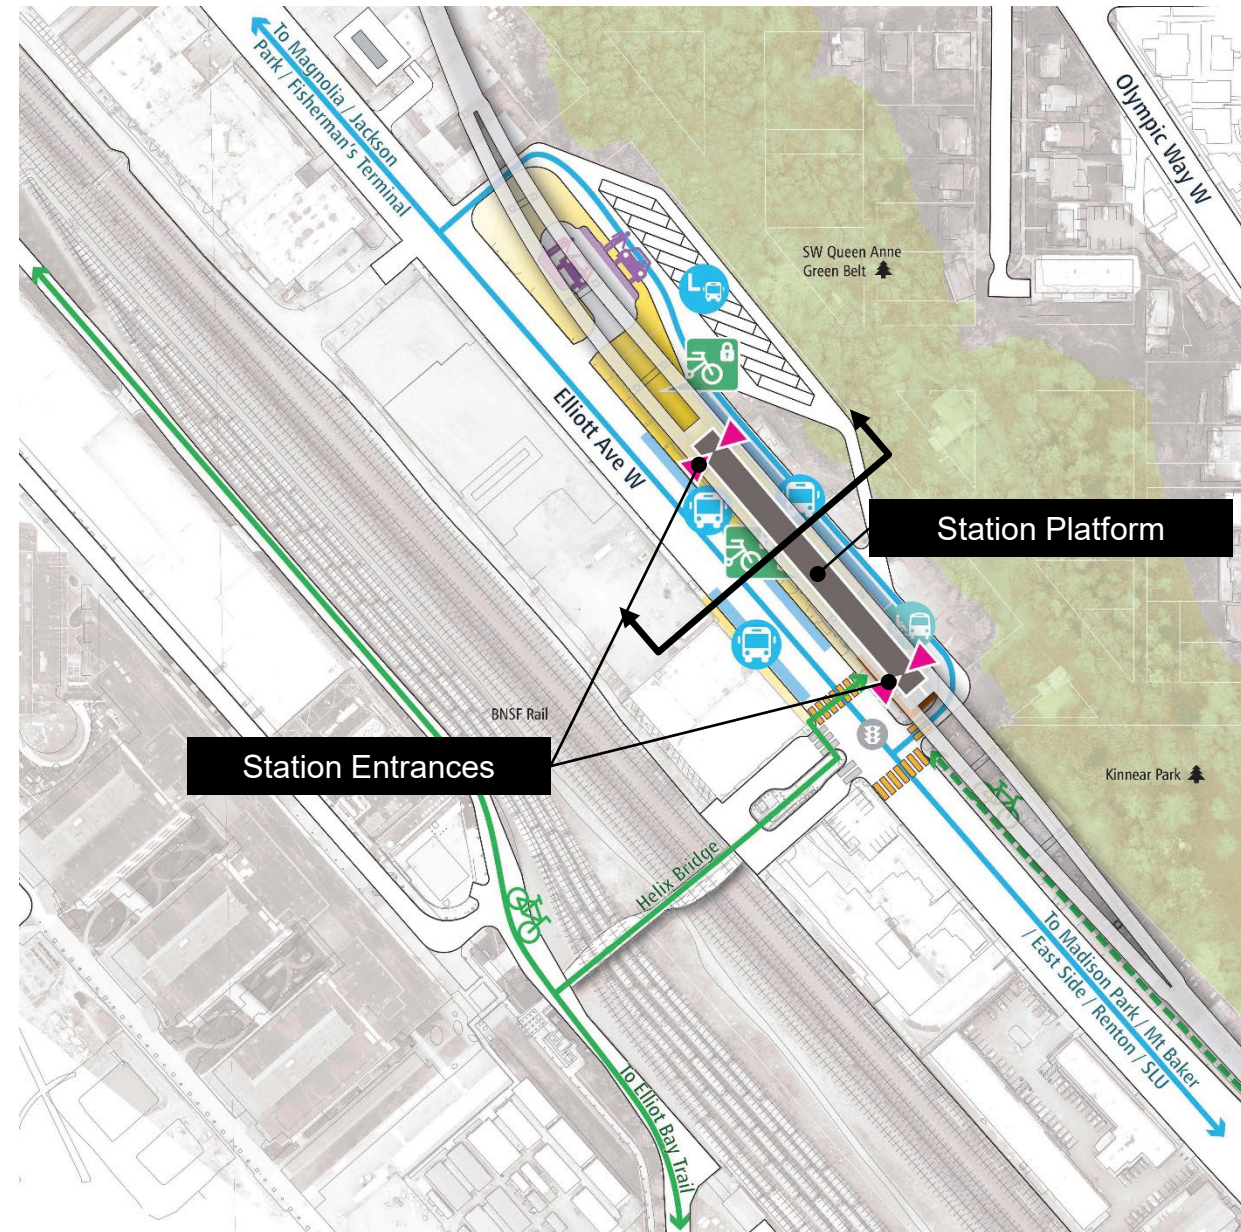 To Magnolia / Jackson
Park / Fisherman's Terminal
Olympic Way W
SW Queen Anne
Green Belt
L
Elliott Ave W
Station Platform
BNSF Rail
Station Entrances
Kinnear Park
Helix Bridge
To Madison Park / Mt Baker
/ East Side / Renton / SLU
To Elliot Bay Trail